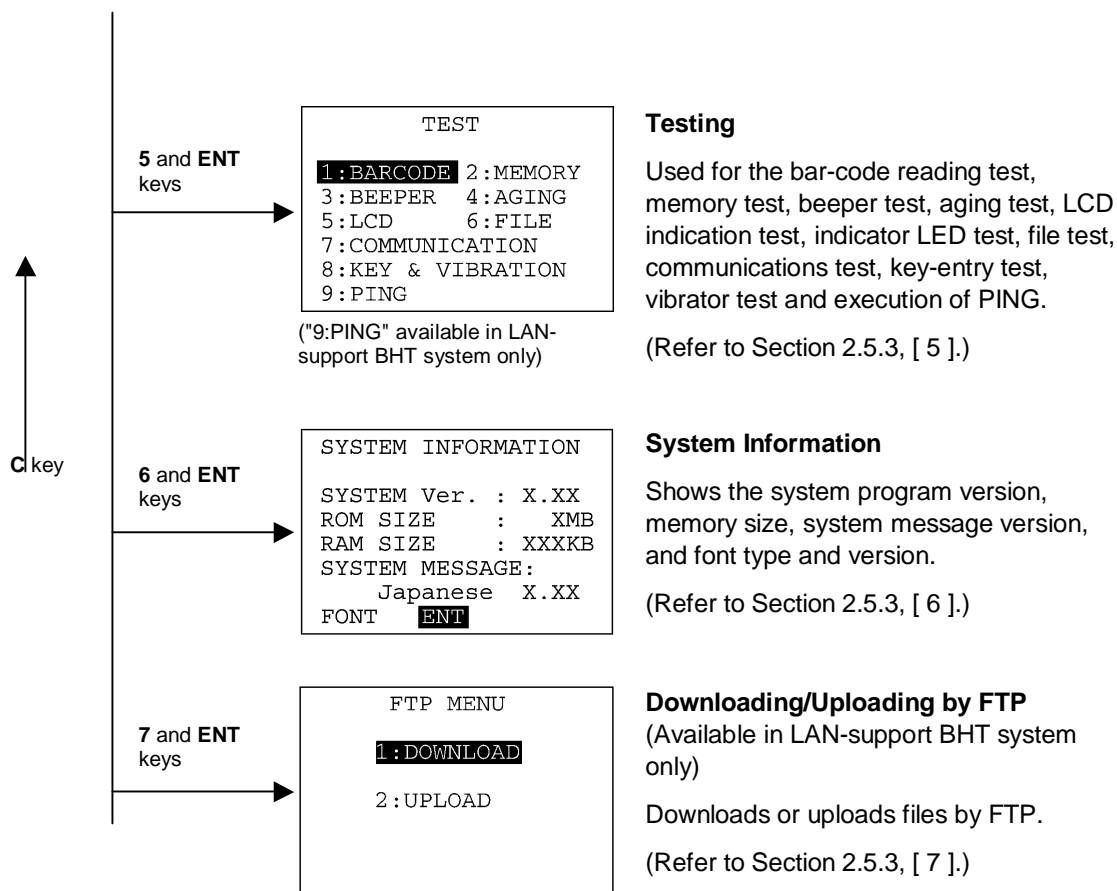 5 and ENT
keys
TEST
1:BARCODE 2:MEMORY
3:BEEPER 4:AGING
5:LCD 6:FILE
7:COMMUNICATION
8:KEY & VIBRATION
9:PING
("9:PING" available in LAN-
support BHT system only)
Testing
Used for the bar-code reading test,
memory test, beeper test, aging test, LCD
indication test, indicator LED test, file test,
communications test, key-entry test,
vibrator test and execution of PING.
(Refer to Section 2.5.3, [ 5 ].)
C key
6 and ENT
keys
SYSTEM INFORMATION
SYSTEM Ver. : X.XX
ROM SIZE : XMB
RAM SIZE : XXXKB
SYSTEM MESSAGE:
Japanese X.XX
FONT ENT
System Information
Shows the system program version,
memory size, system message version,
and font type and version.
(Refer to Section 2.5.3, [ 6 ].)
7 and ENT
keys
FTP MENU
1:DOWNLOAD
2:UPLOAD
Downloading/Uploading by FTP
(Available in LAN-support BHT system
only)
Downloads or uploads files by FTP.
(Refer to Section 2.5.3, [ 7 ].)